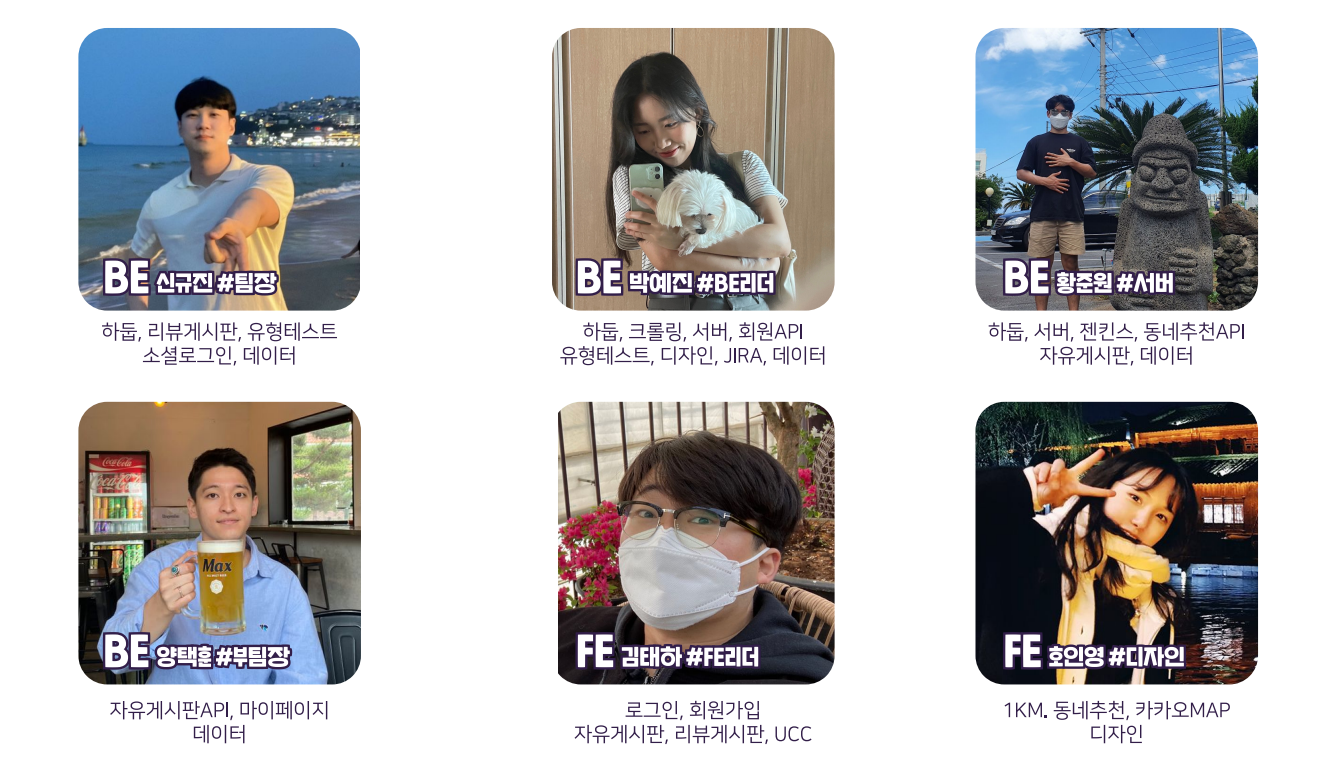 BE 신규진 #팀장
하둡, 리뷰게시판, 유형테스트
소셜로그인, 데이터
BE 박예진 #BE리더
하둡, 크롤링, 서버, 회원API
유형테스트, 디자인, JIRA, 데이터
BE 황준원 #서버
하둡, 서버, 젠킨스, 동네추천API
자유게시판, 데이터
Coca-Cola
Coca-Cola
Max
BE 양택훈 #부팀장
자유게시판API, 마이페이지
데이터
FE 김태하 #FE리더
로그인, 회원가입
자유게시판, 리뷰게시판, UCC
FE 호인영 #디자인
1KM. 동네추천, 카카오MAP
디자인